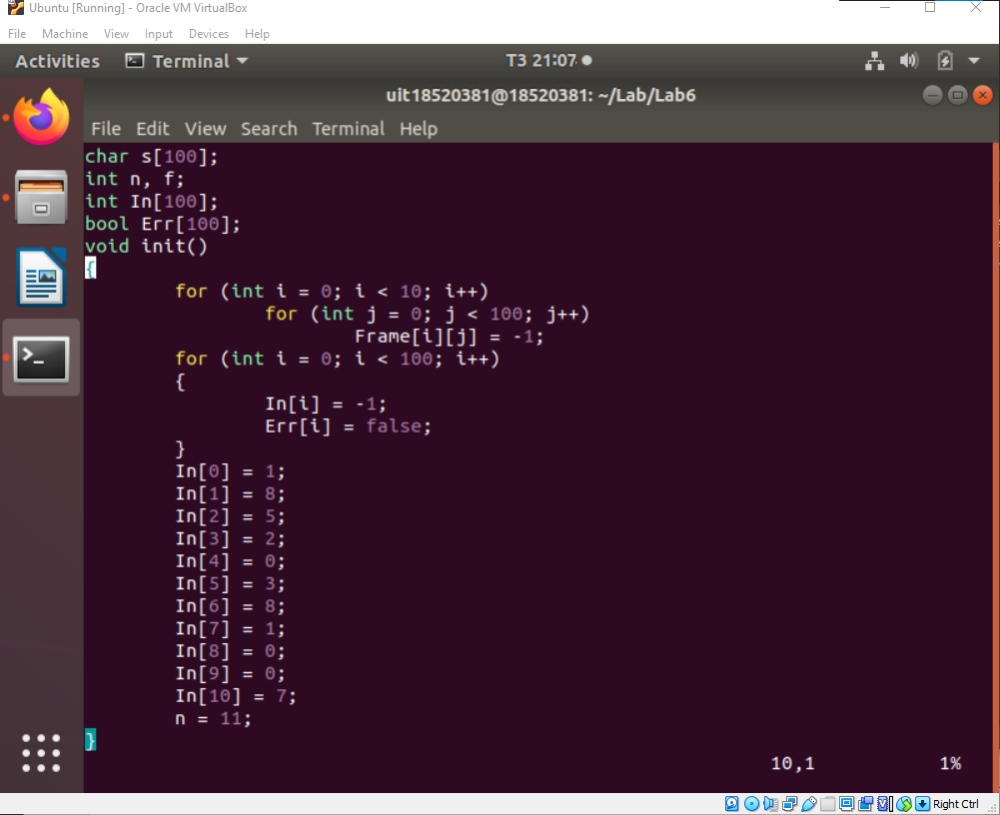 Ubuntu [Running] - Oracle VM VirtualBox
File Machine View Input Devices Help
Activities Terminal T3 21:07
uit18520381@18520381: ~/Lab/Lab6
File Edit View Search Terminal Help
char s[100];
int n, f;
int In[100];
bool Err[100];
void init()
{
        for (int i = 0; i < 10; i++)
                for (int j = 0; j < 100; j++)
                        Frame[i][j] = -1;
        for (int i = 0; i < 100; i++)
        {
                In[i] = -1;
                Err[i] = false;
        }
        In[0] = 1;
        In[1] = 8;
        In[2] = 5;
        In[3] = 2;
        In[4] = 0;
        In[5] = 3;
        In[6] = 8;
        In[7] = 1;
        In[8] = 0;
        In[9] = 0;
        In[10] = 7;
        n = 11;
}
10,1 1%
Right Ctrl